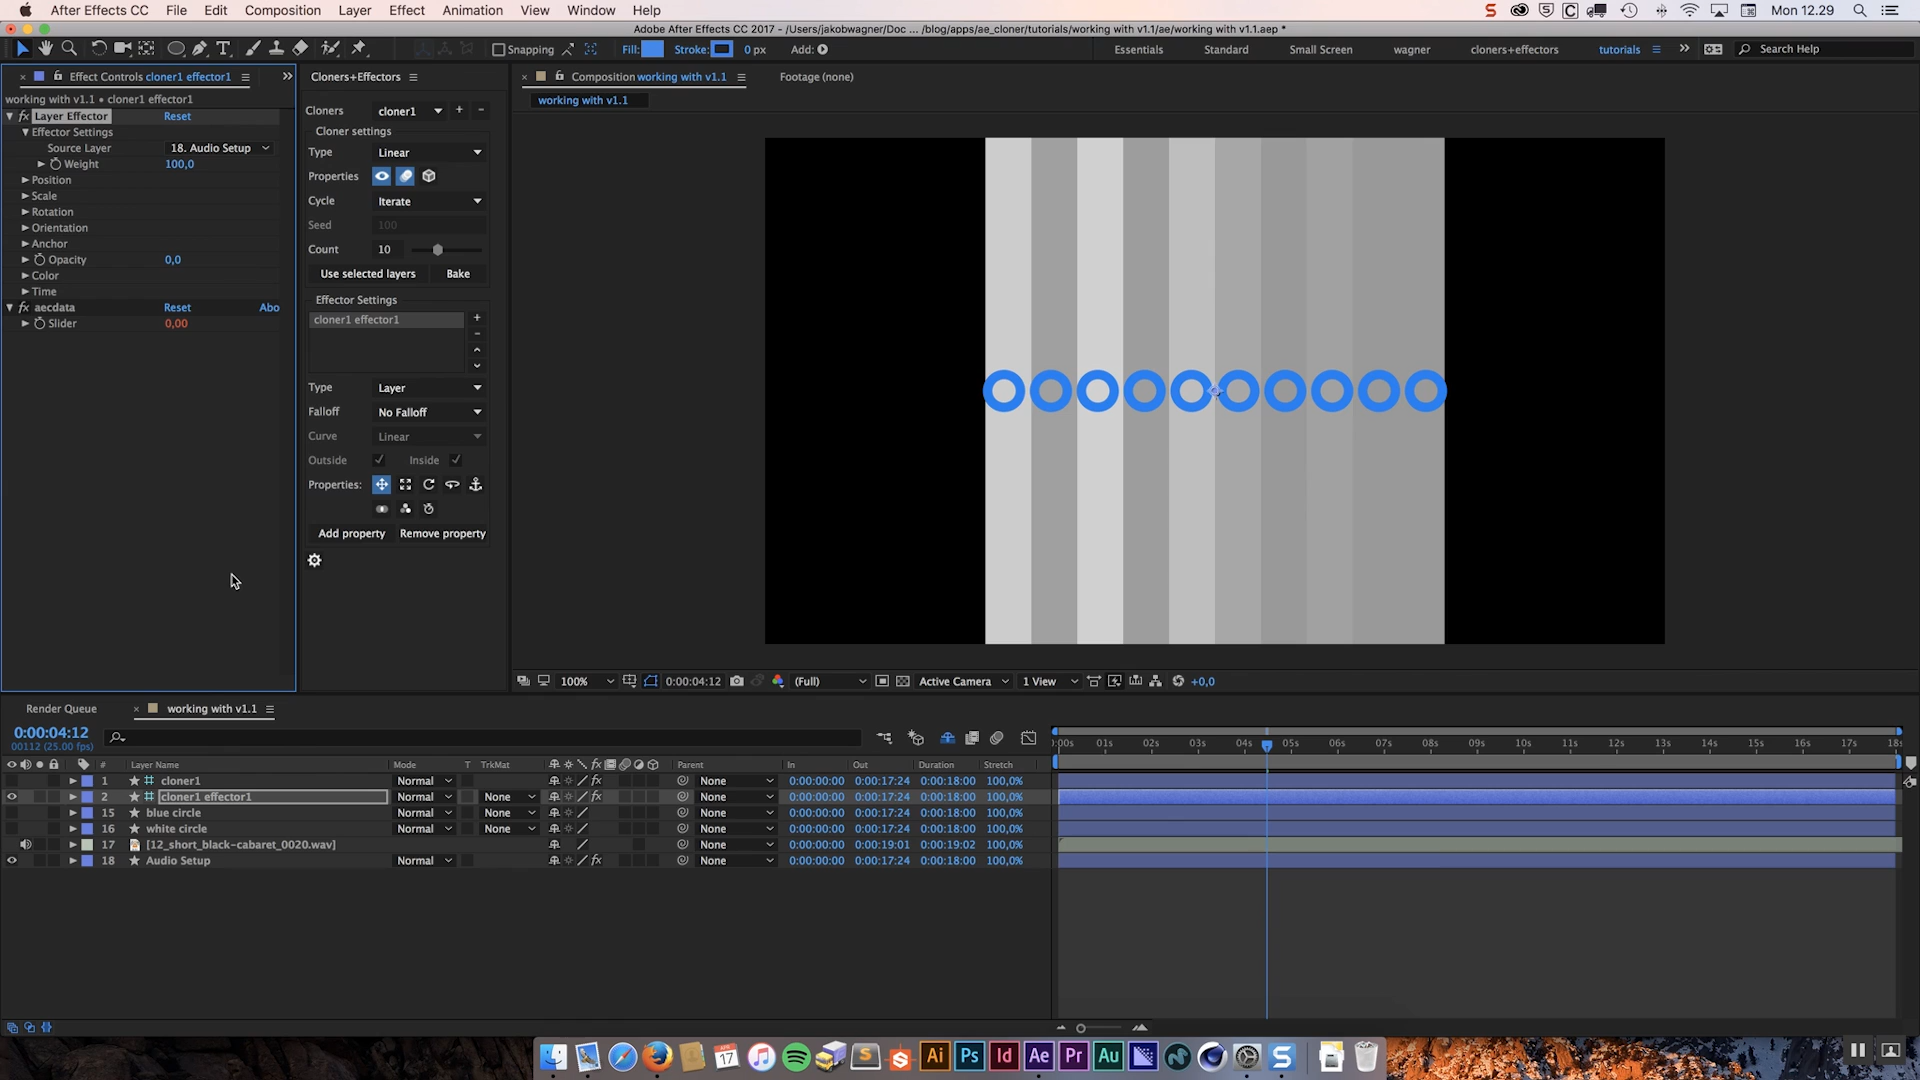 After Effects CC File Edit Composition Layer Effect Animation View Window Help Mon 12.29
Adobe After Effects CC 2017 - /Users/jakobwagner/Doc ... /blog/apps/ae_cloner/tutorials/working with v1.1/ae/working with v1.1.aep *
Snapping Fill: Stroke: 0 px Add: Essentials Standard Small Screen wagner cloners+effectors tutorials Search Help
Effect Controls cloner1 effector1
working with v1.1 • cloner1 effector1
fx Layer Effector Reset
Effector Settings
Source Layer 18. Audio Setup
Weight 100,0
Position
Scale
Rotation
Orientation
Anchor
Opacity 0,0
Color
Time
fx aecdata Reset Abo
Slider 0,00
Cloners+Effectors
Cloners cloner1 + -
Cloner settings
Type Linear
Properties
Cycle Iterate
Seed 100
Count 10
Use selected layers Bake
Effector Settings
cloner1 effector1 +
-
Type Layer
Falloff No Falloff
Curve Linear
Outside Inside
Properties:
Add property Remove property
Composition working with v1.1 Footage (none)
working with v1.1
100% 0:00:04:12 (Full) Active Camera 1 View +0,0
Render Queue working with v1.1
0:00:04:12
00112 (25.00 fps)
# Layer Name Mode T TrkMat fx Parent In Out Duration Stretch
:00s 01s 02s 03s 04s 05s 06s 07s 08s 09s 10s 11s 12s 13s 14s 15s 16s 17s 18s
1 cloner1 Normal fx None 0:00:00:00 0:00:17:24 0:00:18:00 100,0%
2 cloner1 effector1 Normal None fx None 0:00:00:00 0:00:17:24 0:00:18:00 100,0%
15 blue circle Normal None None 0:00:00:00 0:00:17:24 0:00:18:00 100,0%
16 white circle Normal None None 0:00:00:00 0:00:17:24 0:00:18:00 100,0%
17 [12_short_black-cabaret_0020.wav] None 0:00:00:00 0:00:19:01 0:00:19:02 100,0%
18 Audio Setup Normal fx None 0:00:00:00 0:00:17:24 0:00:18:00 100,0%
17 Ai Ps Id Ae Pr Au